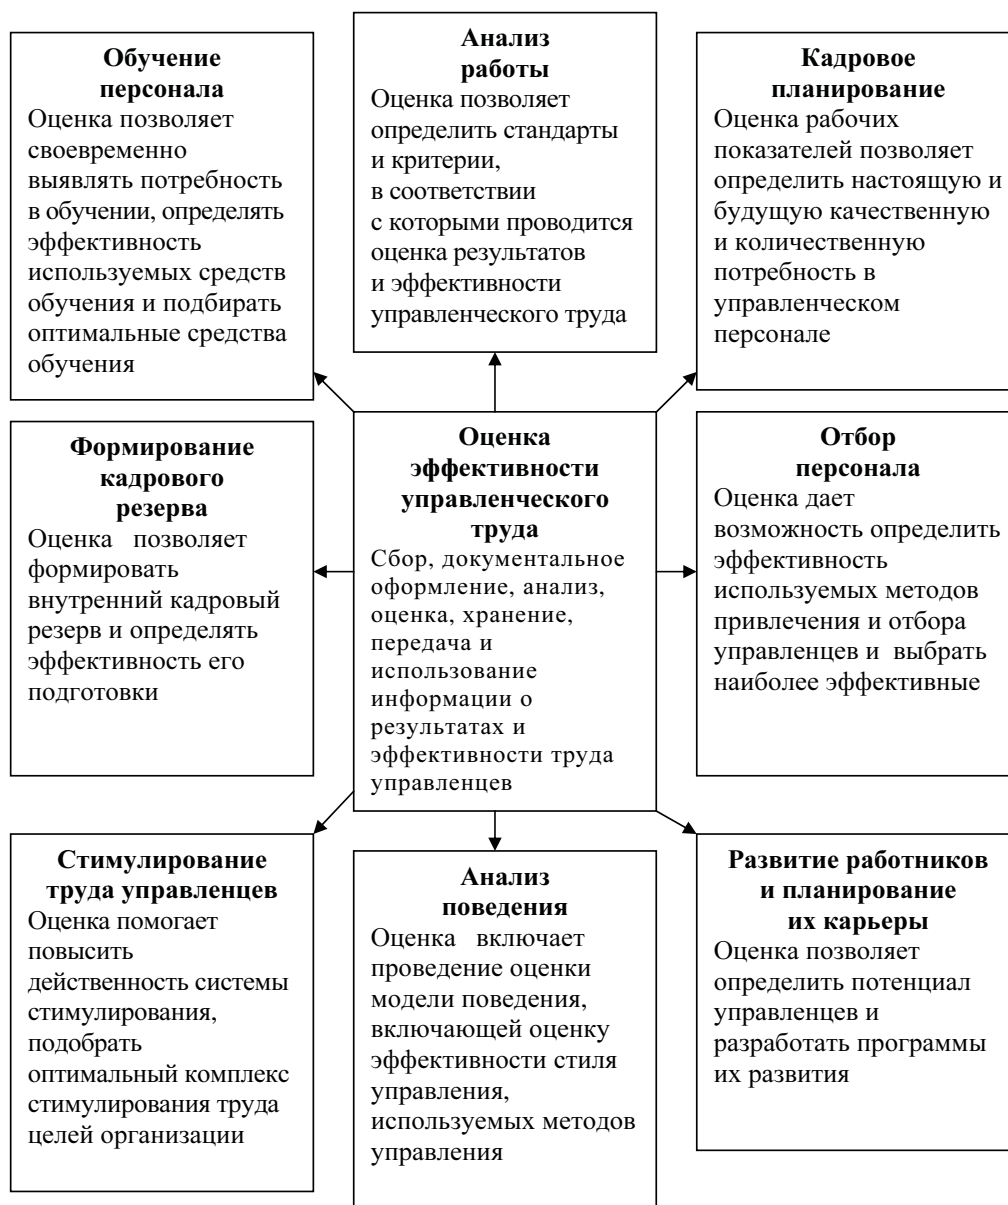 Обучение
персонала
Оценка позволяет
своевременно
выявлять потребность
в обучении, определять
эффективность
используемых средств
обучения и подбирать
оптимальные средства
обучения
Анализ
работы
Оценка позволяет
определить стандарты
и критерии,
в соответствии
с которыми проводится
оценка результатов
и эффективности
управленческого труда
Кадровое
планирование
Оценка рабочих
показателей позволяет
определить настоящую и
будущую качественную
и количественную
потребность в
управленческом
персонале
Формирование
кадрового
резерва
Оценка позволяет
формировать
внутренний кадровый
резерв и определять
эффективность его
подготовки
Оценка
эффективности
управленческого
труда
Сбор, документальное
оформление, анализ,
оценка, хранение,
передача и
использование
информации о
результатах и
эффективности труда
управленцев
Отбор
персонала
Оценка дает
возможность определить
эффективность
используемых методов
привлечения и отбора
управленцев и выбрать
наиболее эффективные
Стимулирование
труда управленцев
Оценка помогает
повысить
действенность системы
стимулирования,
подобрать
оптимальный комплекс
стимулирования труда
целей организации
Анализ
поведения
Оценка включает
проведение оценки
модели поведения,
включающей оценку
эффективности стиля
управления,
используемых методов
управления
Развитие работников
и планирование
их карьеры
Оценка позволяет
определить потенциал
управленцев и
разработать программы
их развития